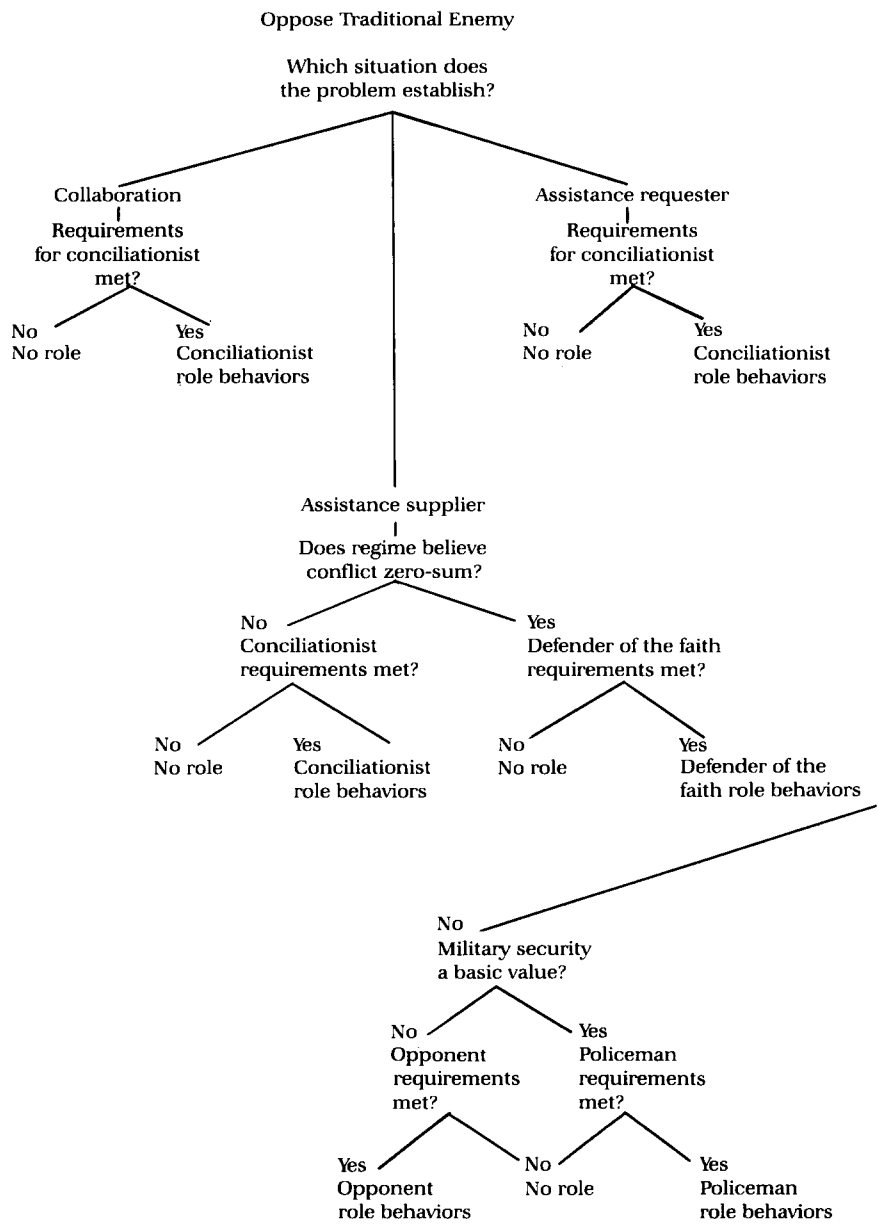 Oppose Traditional Enemy
Which situation does
the problem establish?
Collaboration
Requirements
for conciliationist
met?
No
No role
Yes
Conciliationist
role behaviors
Assistance requester
Requirements
for conciliationist
met?
No
No role
Yes
Conciliationist
role behaviors
Assistance supplier
Does regime believe
conflict zero-sum?
No
Conciliationist
requirements met?
Yes
Defender of the faith
requirements met?
No
No role
Yes
Conciliationist
role behaviors
No
No role
Yes
Defender of the
faith role behaviors
No
Military security
a basic value?
No
Opponent
requirements
met?
Yes
Policeman
requirements
met?
Yes
Opponent
role behaviors
No
No role
Yes
Policeman
role behaviors